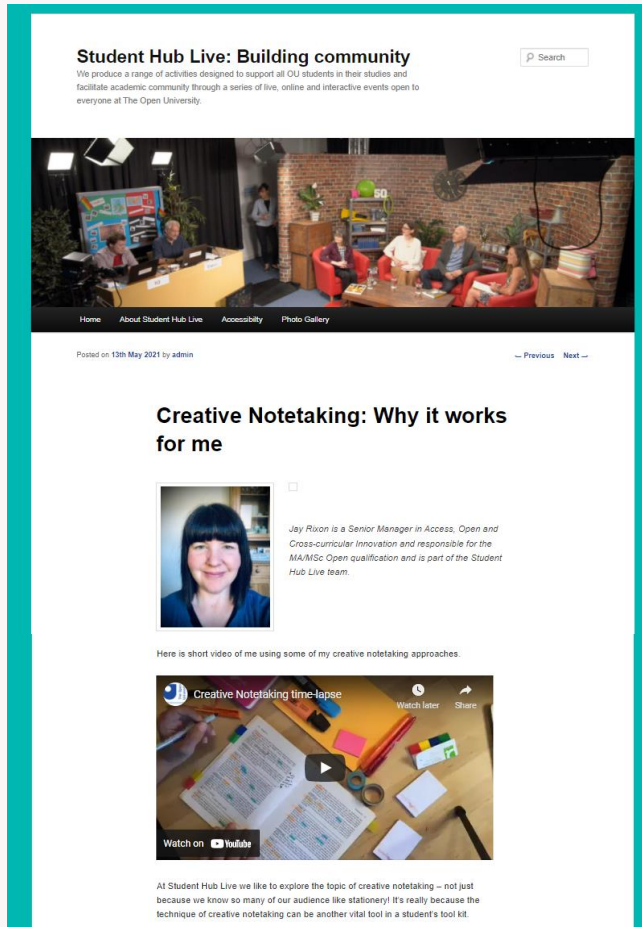 Student Hub Live: Building community
We produce a range of activities designed to support all OU students in their studies and
facilitate academic community through a series of live, online and interactive events open to
everyone at The Open University.
Search
Home About Student Hub Live Accessibilty Photo Gallery
Posted on 13th May 2021 by admin
← Previous Next →
Creative Notetaking: Why it works
for me
Jay Rixon is a Senior Manager in Access, Open and
Cross-curricular Innovation and responsible for the
MA/MSc Open qualification and is part of the Student
Hub Live team.
Here is short video of me using some of my creative notetaking approaches.
Creative Notetaking time-lapse
Watch later Share
Watch on YouTube
At Student Hub Live we like to explore the topic of creative notetaking – not just
because we know so many of our audience like stationery! It's really because the
technique of creative notetaking can be another vital tool in a student's tool kit.